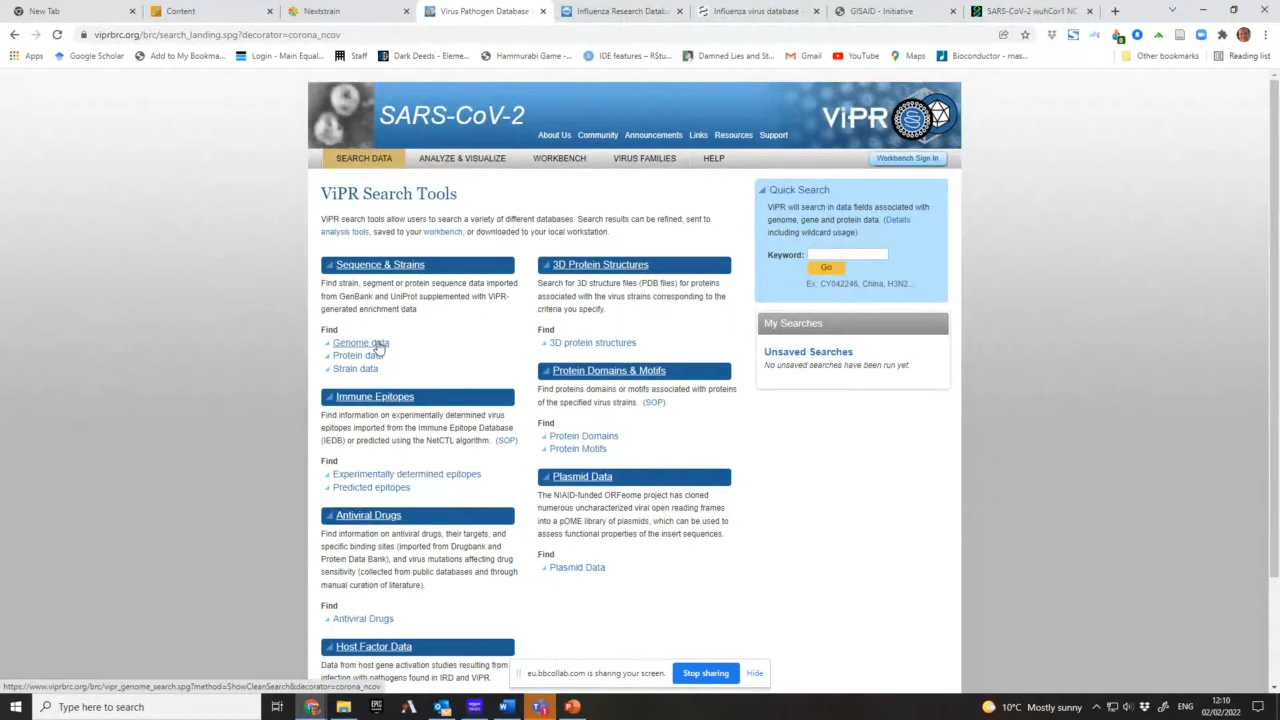 New Tab
Content
Nextstrain
Virus Pathogen Database
Influenza Research Datab
Influenza virus database
GISAID - Initiative
SARS-CoV-2 wuhCor1 NC
viprbrc.org/brc/search_landing.spg?decorator=corona_ncov
Apps
Google Scholar
Add to My Bookma...
Login - Main Equal...
Staff
Dark Deeds - Eleme...
Hammurabi Game -...
IDE features – RStu...
Damned Lies and St...
Gmail
YouTube
Maps
Bioconductor - mas...
Other bookmarks
Reading list
SARS-CoV-2
ViPR
About Us Community Announcements Links Resources Support
SEARCH DATA ANALYZE & VISUALIZE WORKBENCH VIRUS FAMILIES HELP
Workbench Sign In
ViPR Search Tools
ViPR search tools allow users to search a variety of different databases. Search results can be refined, sent to
analysis tools, saved to your workbench, or downloaded to your local workstation.
Sequence & Strains
Find strain, segment or protein sequence data imported
from GenBank and UniProt supplemented with ViPR-
generated enrichment data
Find
Genome data
Protein data
Strain data
Immune Epitopes
Find information on experimentally determined virus
epitopes imported from the Immune Epitope Database
(IEDB) or predicted using the NetCTL algorithm. (SOP)
Find
Experimentally determined epitopes
Predicted epitopes
Antiviral Drugs
Find information on antiviral drugs, their targets, and
specific binding sites (imported from Drugbank and
Protein Data Bank), and virus mutations affecting drug
sensitivity (collected from public databases and through
manual curation of literature).
Find
Antiviral Drugs
Host Factor Data
Data from host gene activation studies resulting from
infection with pathogens found in IRD and ViPR.
3D Protein Structures
Search for 3D structure files (PDB files) for proteins
associated with the virus strains corresponding to the
criteria you specify.
Find
3D protein structures
Protein Domains & Motifs
Find proteins domains or motifs associated with proteins
of the specified virus strains. (SOP)
Find
Protein Domains
Protein Motifs
Plasmid Data
The NIAID-funded ORFeome project has cloned
numerous uncharacterized viral open reading frames
into a pOME library of plasmids, which can be used to
assess functional properties of the insert sequences.
Find
Plasmid Data
Quick Search
ViPR will search in data fields associated with
genome, gene and protein data. (Details
including wildcard usage)
Keyword:
Go
Ex: CY042246, China, H3N2...
My Searches
Unsaved Searches
No unsaved searches have been run yet.
eu.bbcollab.com is sharing your screen.
Stop sharing
Hide
https://www.viprbrc.org/brc/vipr_genome_search.spg?method=ShowCleanSearch&decorator=corona_ncov
Type here to search
EPIC
10°C Mostly sunny
12:10
02/02/2022